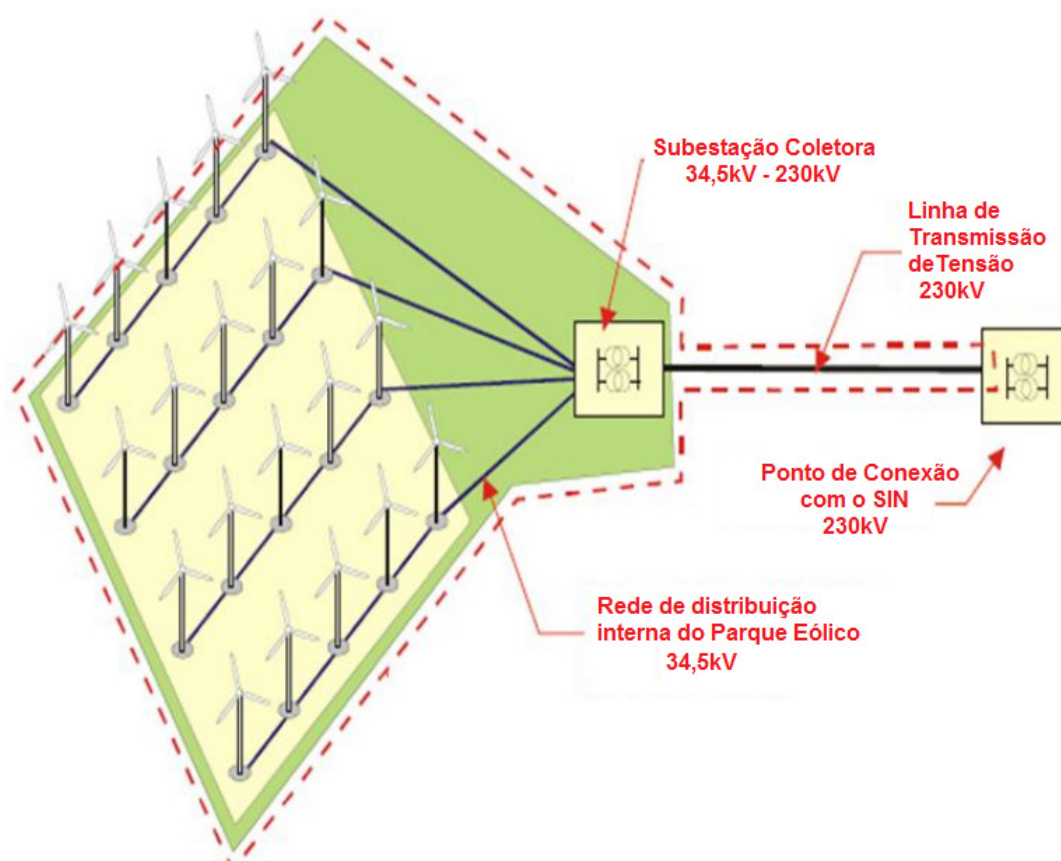 Subestação Coletora
34,5kV - 230kV
Linha de
Transmissão
deTensão
230kV
Ponto de Conexão
com o SIN
230kV
Rede de distribuição
interna do Parque Eólico
34,5kV